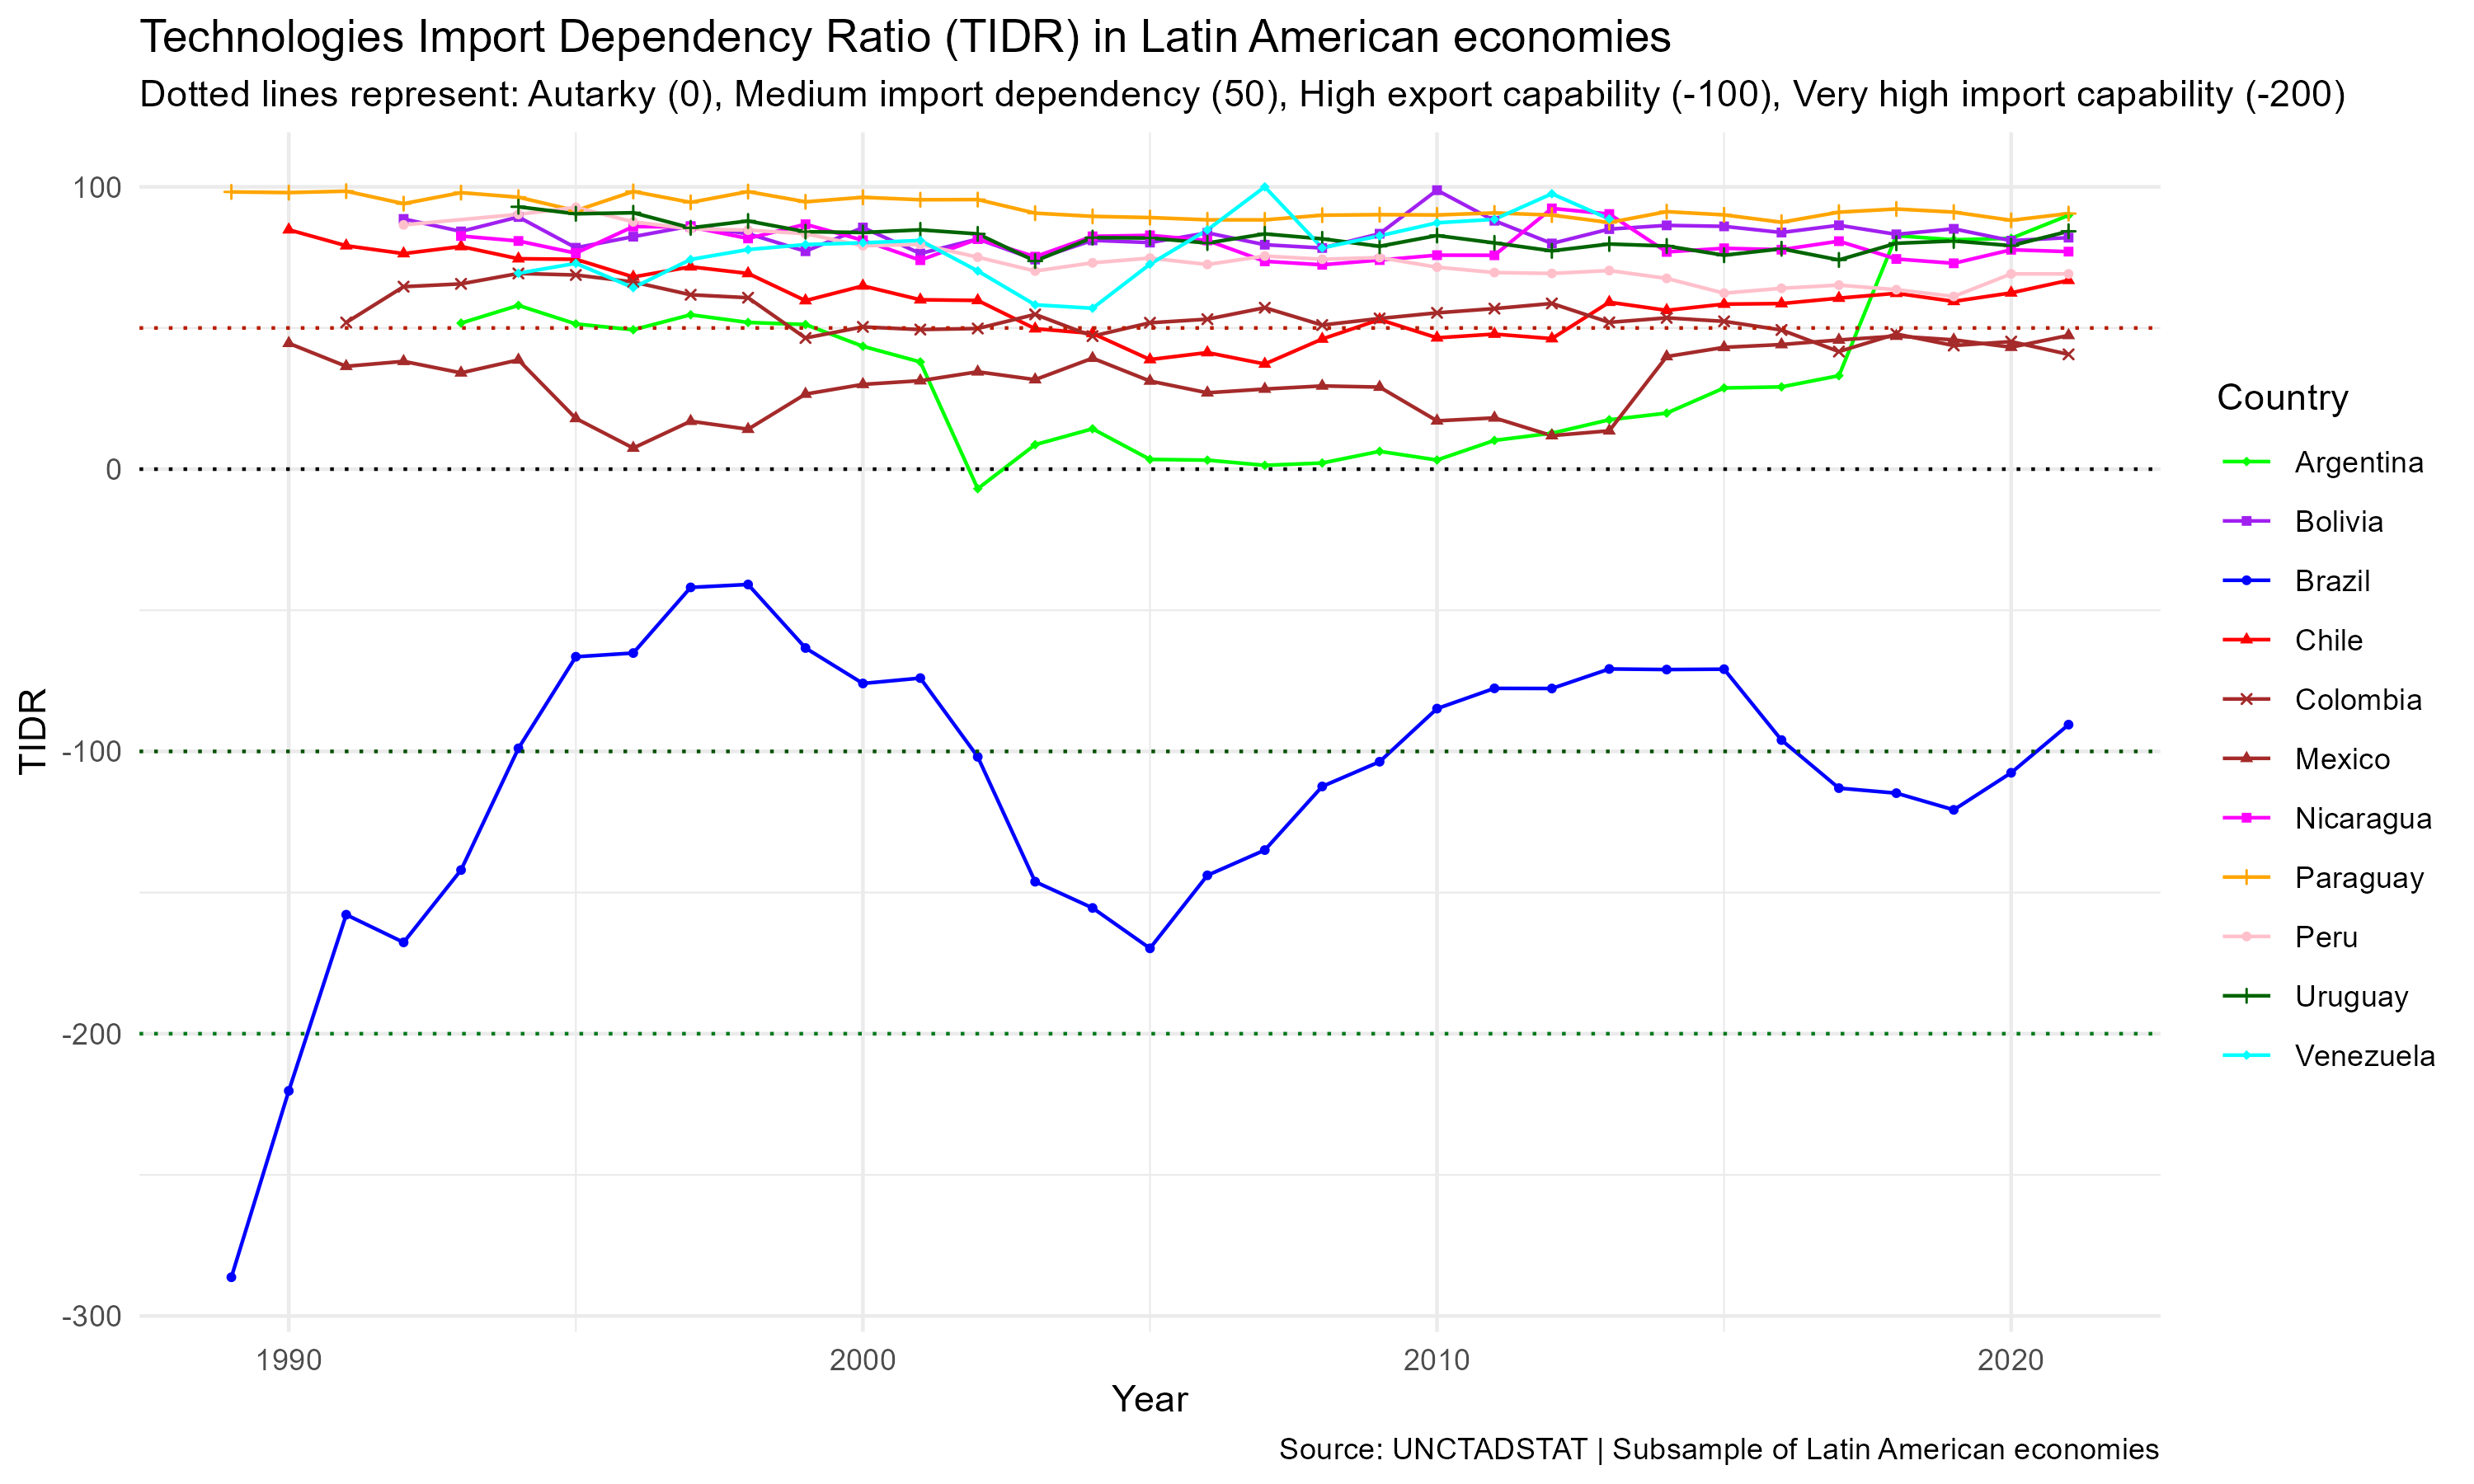 Technologies Import Dependency Ratio (TIDR) in Latin American economies
Dotted lines represent: Autarky (0), Medium import dependency (50), High export capability (-100), Very high import capability (-200)
TIDR
100
0
-100
-200
-300
1990
2000
2010
2020
Year
Country
Argentina
Bolivia
Brazil
Chile
Colombia
Mexico
Nicaragua
Paraguay
Peru
Uruguay
Venezuela
Source: UNCTADSTAT | Subsample of Latin American economies